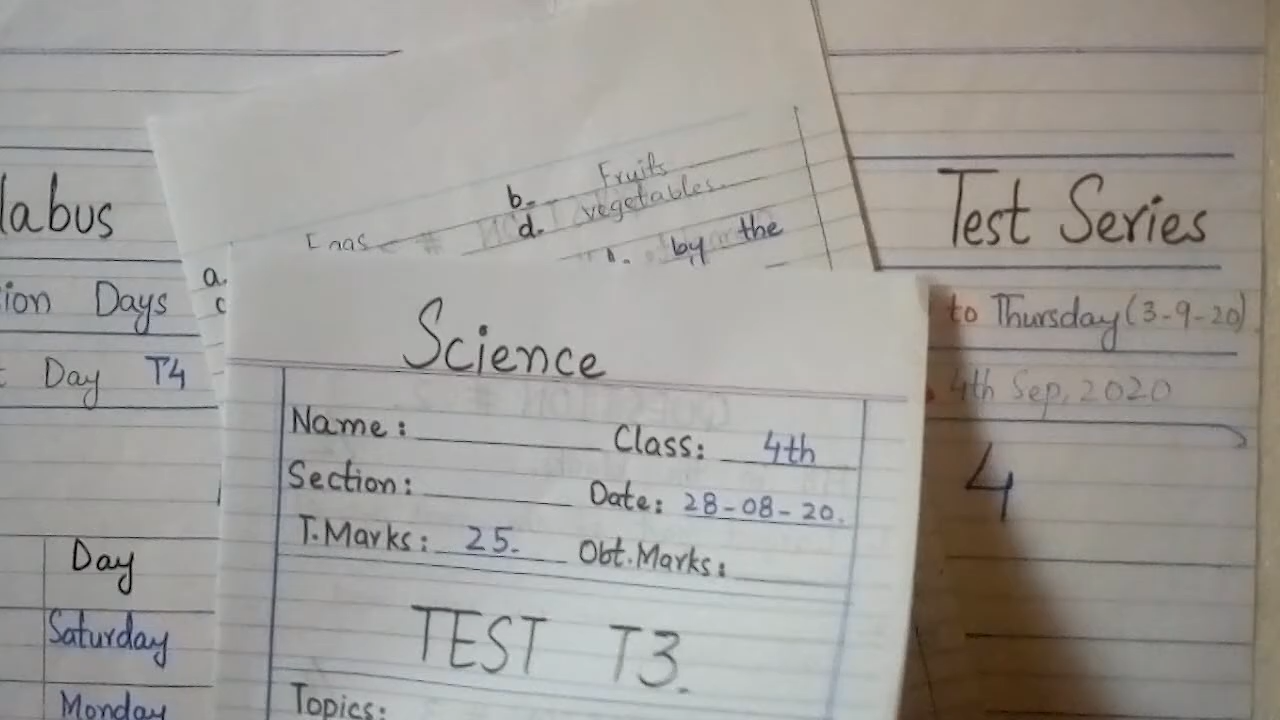 labus
Test Series
ion Days
to Thursday (3-9-20)
Day T4
4th Sep, 2020
4
Day
Saturday
Monday
b. Fruits
d. vegetables.
by the
a.
c
Science
Name: Class: 4th
Section: Date: 28-08-20.
T.Marks: 25. Obt.Marks:
TEST T3.
Topics: